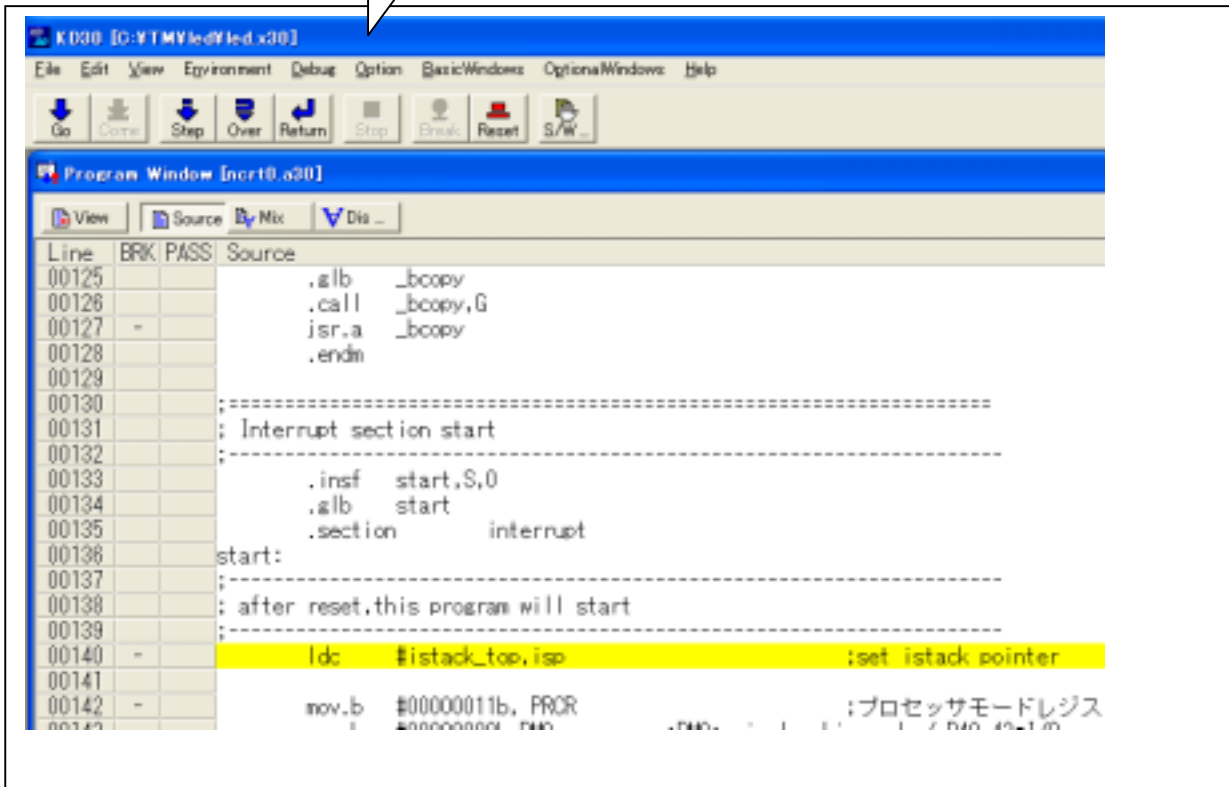 KD30 [G:¥TM¥led¥led.x30]
File Edit View Environment Debug Option BasicWindows OptionalWindows Help
Go Come Step Over Return Stop Break Reset S/W...
Program Window [ncrt0.a30]
View Source Mix Dis ...
Line BRK PASS Source
00125 .glb _bcopy
00126 .call _bcopy,G
00127 - jsr.a _bcopy
00128 .endm
00129
00130 ;====================================================================
00131 ; Interrupt section start
00132 ;---------------------------------------------------------------------
00133 .insf start,S,0
00134 .glb start
00135 .section interrupt
00136 start:
00137 ;---------------------------------------------------------------------
00138 ; after reset,this program will start
00139 ;---------------------------------------------------------------------
00140 - ldc #istack_top,isp ;set istack pointer
00141
00142 - mov.b #00000011b, PRCR ;プロセッサモードレジス